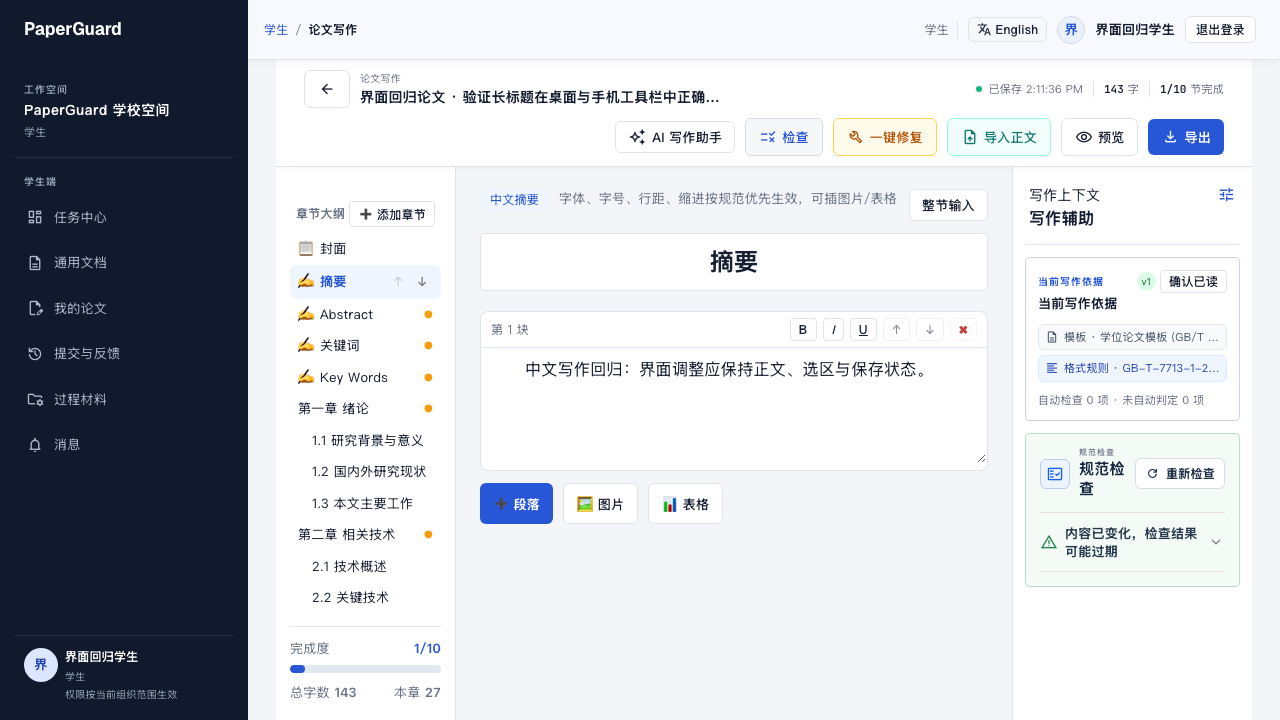 PaperGuard
工作空间
PaperGuard 学校空间
学生
学生端
任务中心
通用文档
我的论文
提交与反馈
过程材料
消息
界
界面回归学生
学生
权限按当前组织范围生效
学生 / 论文写作
学生
English
界
界面回归学生
退出登录
论文写作
界面回归论文 · 验证长标题在桌面与手机工具栏中正确...
已保存 2:11:36 PM
143 字
1/10 节完成
AI 写作助手
检查
一键修复
导入正文
预览
导出
章节大纲
添加章节
封面
摘要
Abstract
关键词
Key Words
第一章 绪论
1.1 研究背景与意义
1.2 国内外研究现状
1.3 本文主要工作
第二章 相关技术
2.1 技术概述
2.2 关键技术
完成度 1/10
总字数 143 本章 27
中文摘要
字体、字号、行距、缩进按规范优先生效，可插图片/表格
整节输入
摘要
第 1 块
B I U
中文写作回归：界面调整应保持正文、选区与保存状态。
段落
图片
表格
写作上下文
写作辅助
当前写作依据
v1
确认已读
当前写作依据
模板 · 学位论文模板 (GB/T ...
格式规则 · GB-T-7713-1-2...
自动检查 0 项 · 未自动判定 0 项
规范检查
规范检
查
重新检查
内容已变化，检查结果
可能过期